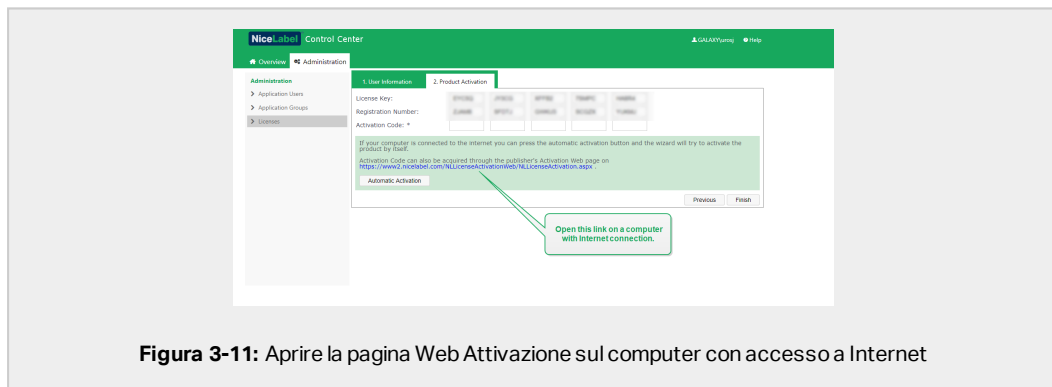 NiceLabel Control Center
GALAXY\urosj Help
Overview Administration
Administration
Application Users
Application Groups
Licenses
1. User Information 2. Product Activation
License Key:
Registration Number:
Activation Code: *
If your computer is connected to the internet you can press the automatic activation button and the wizard will try to activate the
product by itself.
Activation Code can also be acquired through the publisher's Activation Web page on
https://www2.nicelabel.com/NLLicenseActivationWeb/NLLicenseActivation.aspx .
Automatic Activation
Previous Finish
Open this link on a computer
with Internet connection.
Figura 3-11: Aprire la pagina Web Attivazione sul computer con accesso a Internet